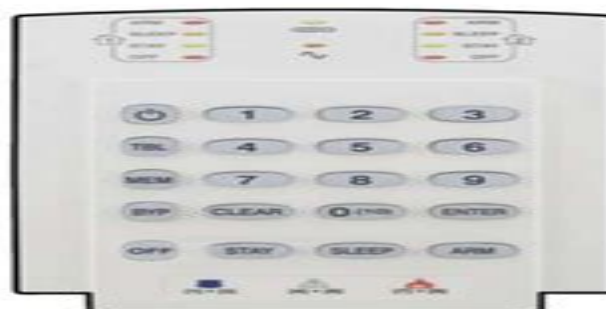 ARM ARM
SLEEP SLEEP
STAY STAY
OFF OFF
1 2 3
TBL 4 5 6
MEM 7 8 9
BYP CLEAR 0 ENTER
OFF STAY SLEEP ARM